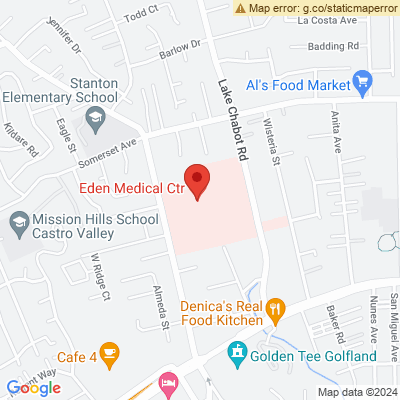 Map error: g.co/staticmaperror
Todd Ct
La Costa Ave
Jennifer Dr
Barlow Dr
Badding Rd
Stanton
Elementary School
Lake Chabot Rd
Al's Food Market
Kildare Rd
Eagle St
Somerset Ave
Wisteria St
Anita Ave
Eden Medical Ctr
Mission Hills School
Castro Valley
W Ridge Ct
Almeda St
Denica's Real
Food Kitchen
Baker Rd
Nunes Ave
San Miguel Ave
Cafe 4
Golden Tee Golfland
Google
nt Way
Map data ©2024